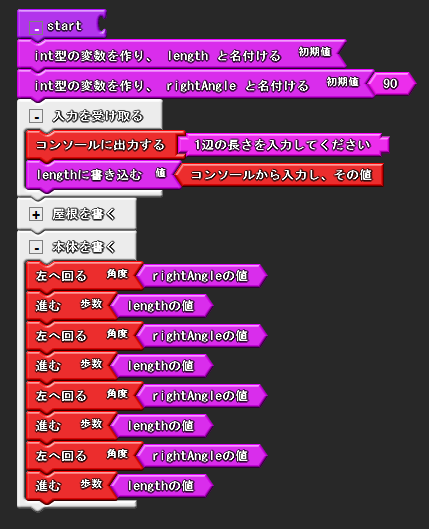 - start
int型の変数を作り、 length と名付ける 初期値
int型の変数を作り、 rightAngle と名付ける 初期値 90
- 入力を受け取る
コンソールに出力する 1辺の長さを入力してください
lengthに書き込む 値 コンソールから入力し、その値
+ 屋根を書く
- 本体を書く
左へ回る 角度 rightAngleの値
進む 歩数 lengthの値
左へ回る 角度 rightAngleの値
進む 歩数 lengthの値
左へ回る 角度 rightAngleの値
進む 歩数 lengthの値
左へ回る 角度 rightAngleの値
進む 歩数 lengthの値